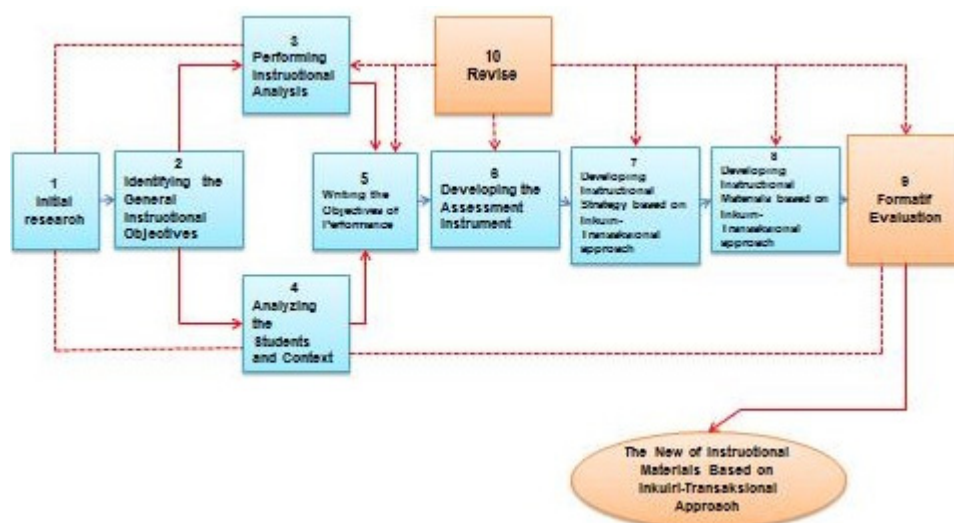 3
Performing
Instructional
Analysis
10
Revise
1
Initial
research
2
Identifying the
General
Instructional
Objectives
5
Writing the
Objectives of
Performance
6
Developing the
Assessment
Instrument
7
Developing
Instructional
Strategy based on
Inkuiri-
Transaksional
approach
8
Developing
Instructional
Materials based on
Inkuiri-
Transaksional
approach
9
Formatif
Evaluation
4
Analyzing
the
Students
and Context
The New of Instructional
Materials Based on
Inkuiri-Transaksional
Approach